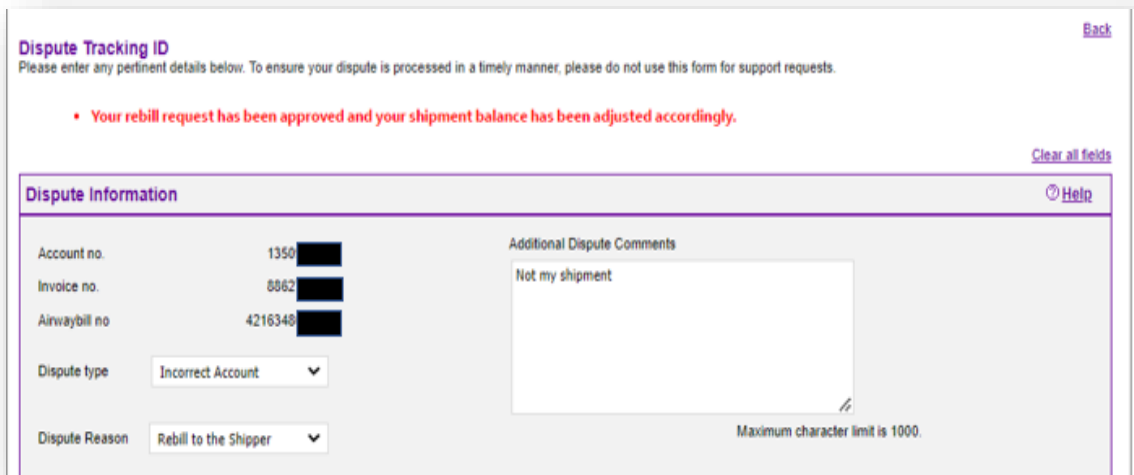 Back
Dispute Tracking ID
Please enter any pertinent details below. To ensure your dispute is processed in a timely manner, please do not use this form for support requests.
• Your rebill request has been approved and your shipment balance has been adjusted accordingly.
Clear all fields
Dispute Information
Help
Account no. 1350
Invoice no. 8862
Airwaybill no 4216348
Dispute type Incorrect Account
Dispute Reason Rebill to the Shipper
Additional Dispute Comments
Not my shipment
Maximum character limit is 1000.